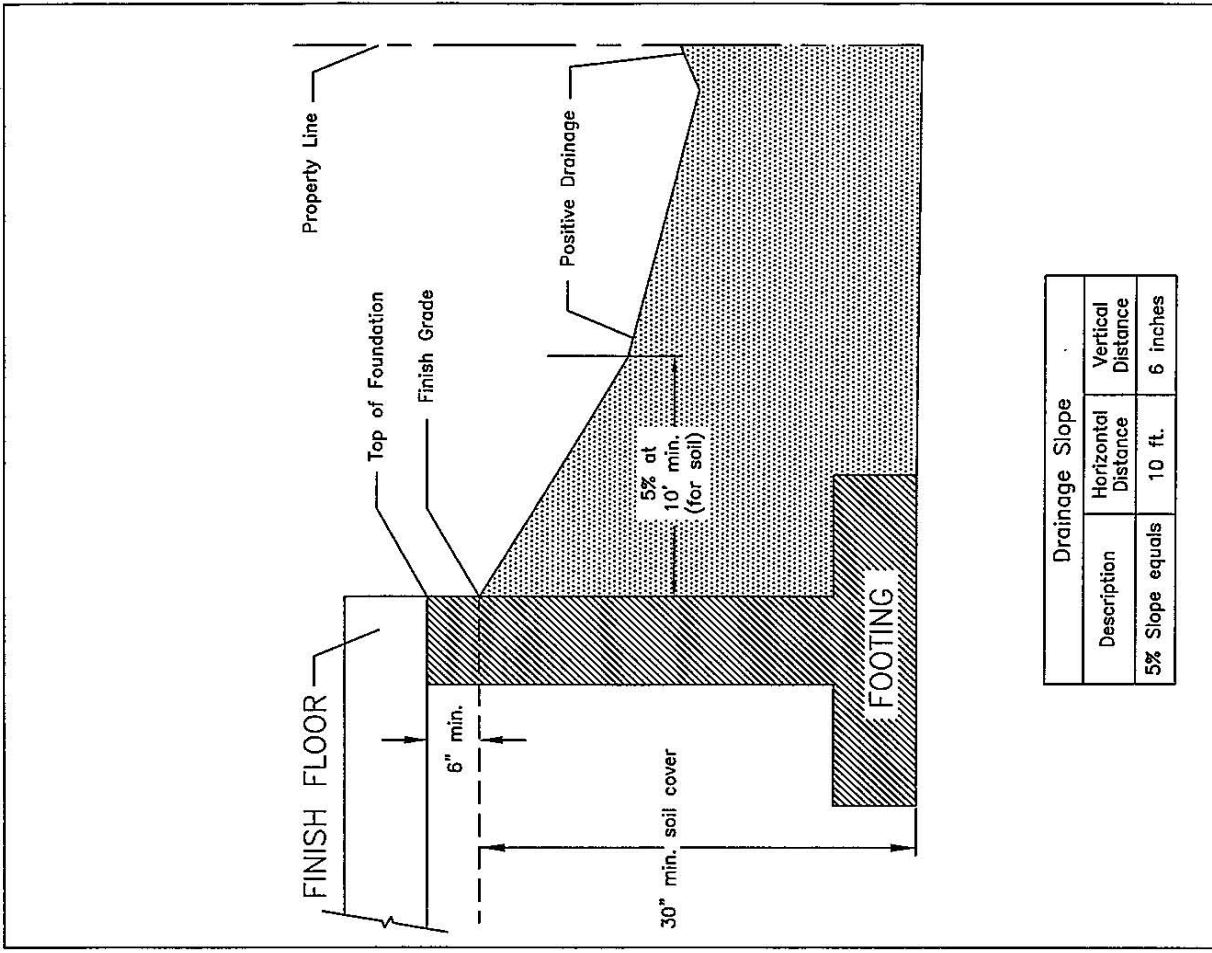 Property Line
Top of Foundation
Finish Grade
Positive Drainage
FINISH FLOOR
6" min.
5% at
10' min.
(for soil)
30" min. soil cover
FOOTING
Drainage Slope
Description
Horizontal
Distance
Vertical
Distance
5% Slope equals
10 ft.
6 inches